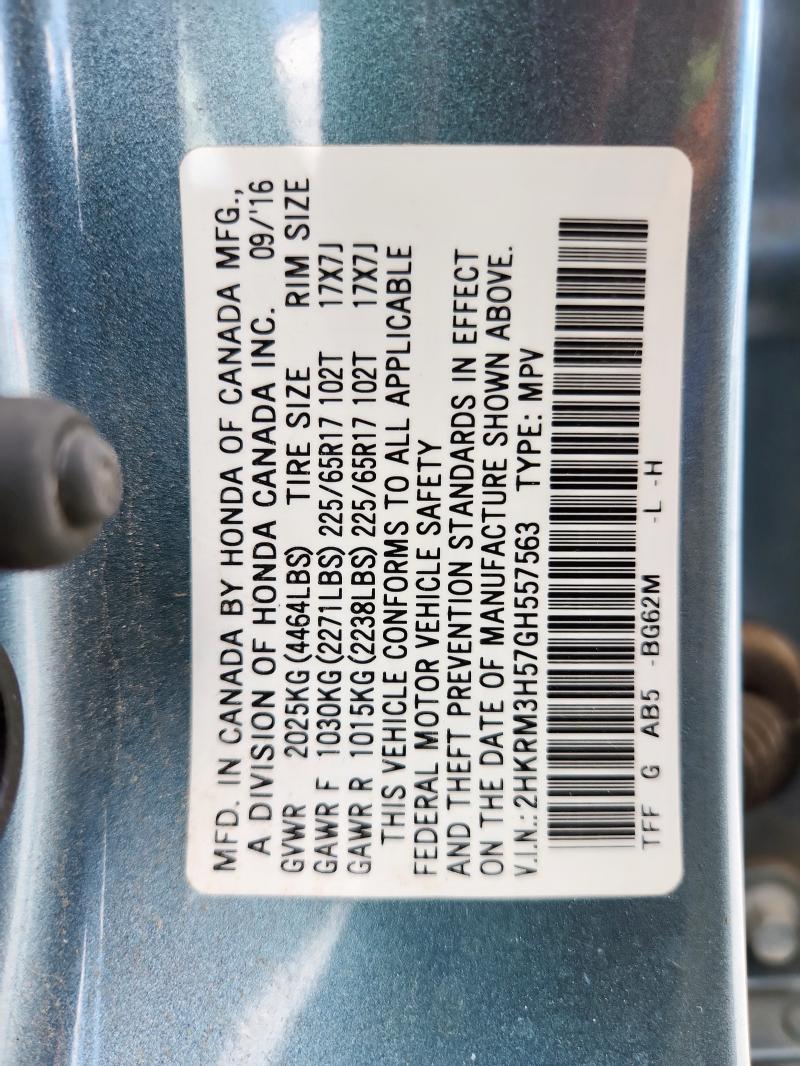 MFD. IN CANADA BY HONDA OF CANADA MFG.,
A DIVISION OF HONDA CANADA INC. 09/'16
GVWR 2025KG(4464LBS) TIRE SIZE RIM SIZE
GAWR F 1030KG(2271LBS) 225/65R17 102T 17X7J
GAWR R 1015KG(2238LBS) 225/65R17 102T 17X7J
THIS VEHICLE CONFORMS TO ALL APPLICABLE
FEDERAL MOTOR VEHICLE SAFETY
AND THEFT PREVENTION STANDARDS IN EFFECT
ON THE DATE OF MANUFACTURE SHOWN ABOVE.
V.I.N.:2HKRM3H57GH557563 TYPE: MPV
TFF G AB5 -BG62M -L -H